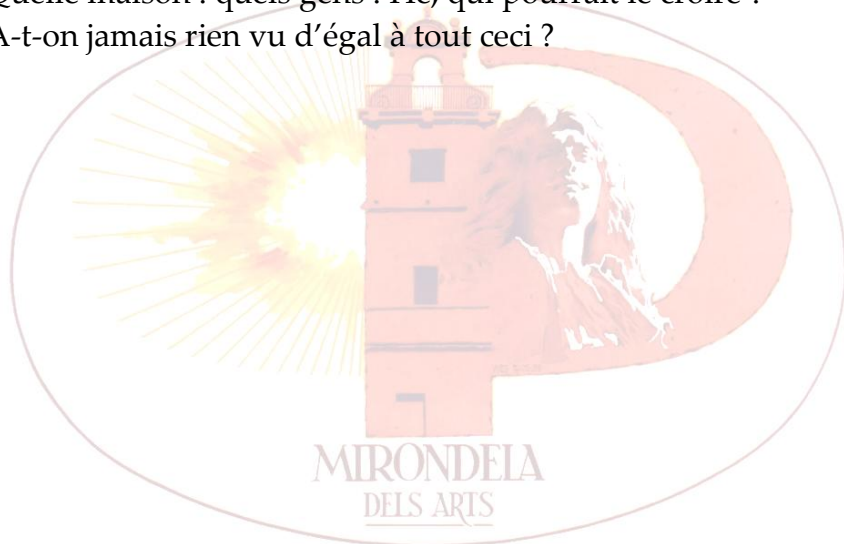 Quelle maison ! quels gens ! Hé, qui pourrait le croire ?
A-t-on jamais rien vu d'égal à tout ceci ?
MIRONDELA
DELS ARTS